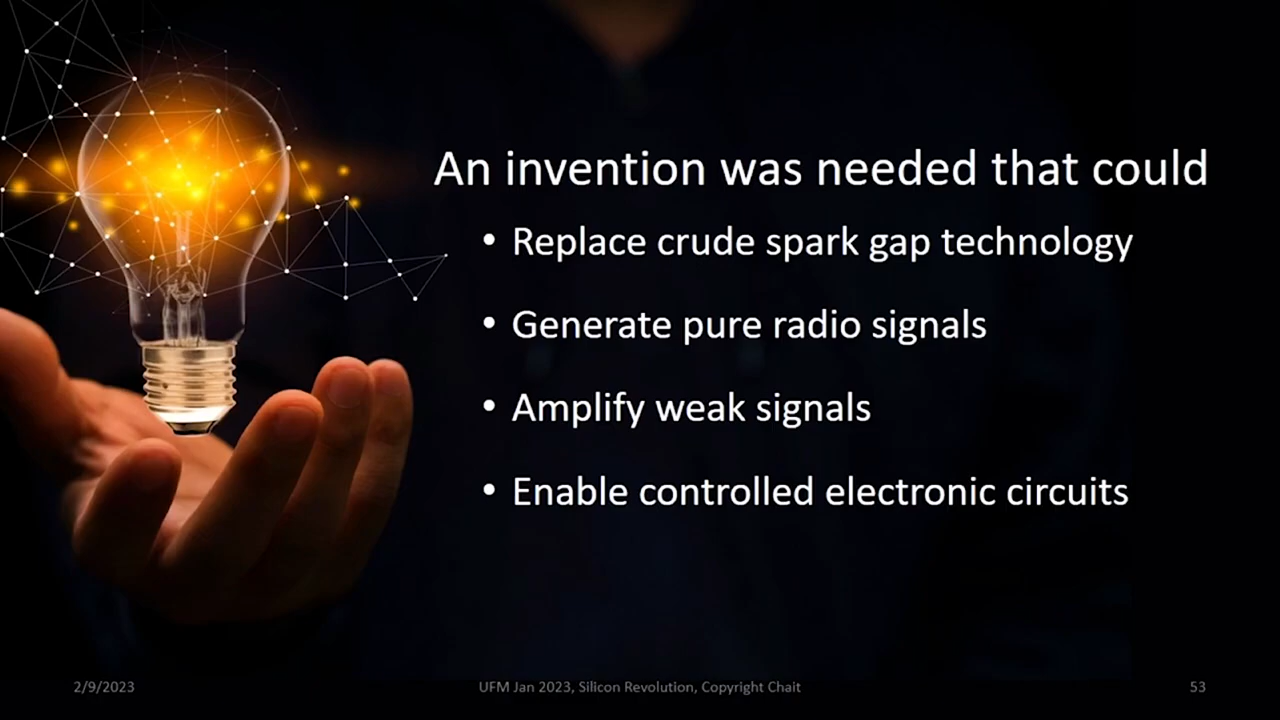 An invention was needed that could
• Replace crude spark gap technology
• Generate pure radio signals
• Amplify weak signals
• Enable controlled electronic circuits
2/9/2023
UFM Jan 2023, Silicon Revolution, Copyright Chait
53